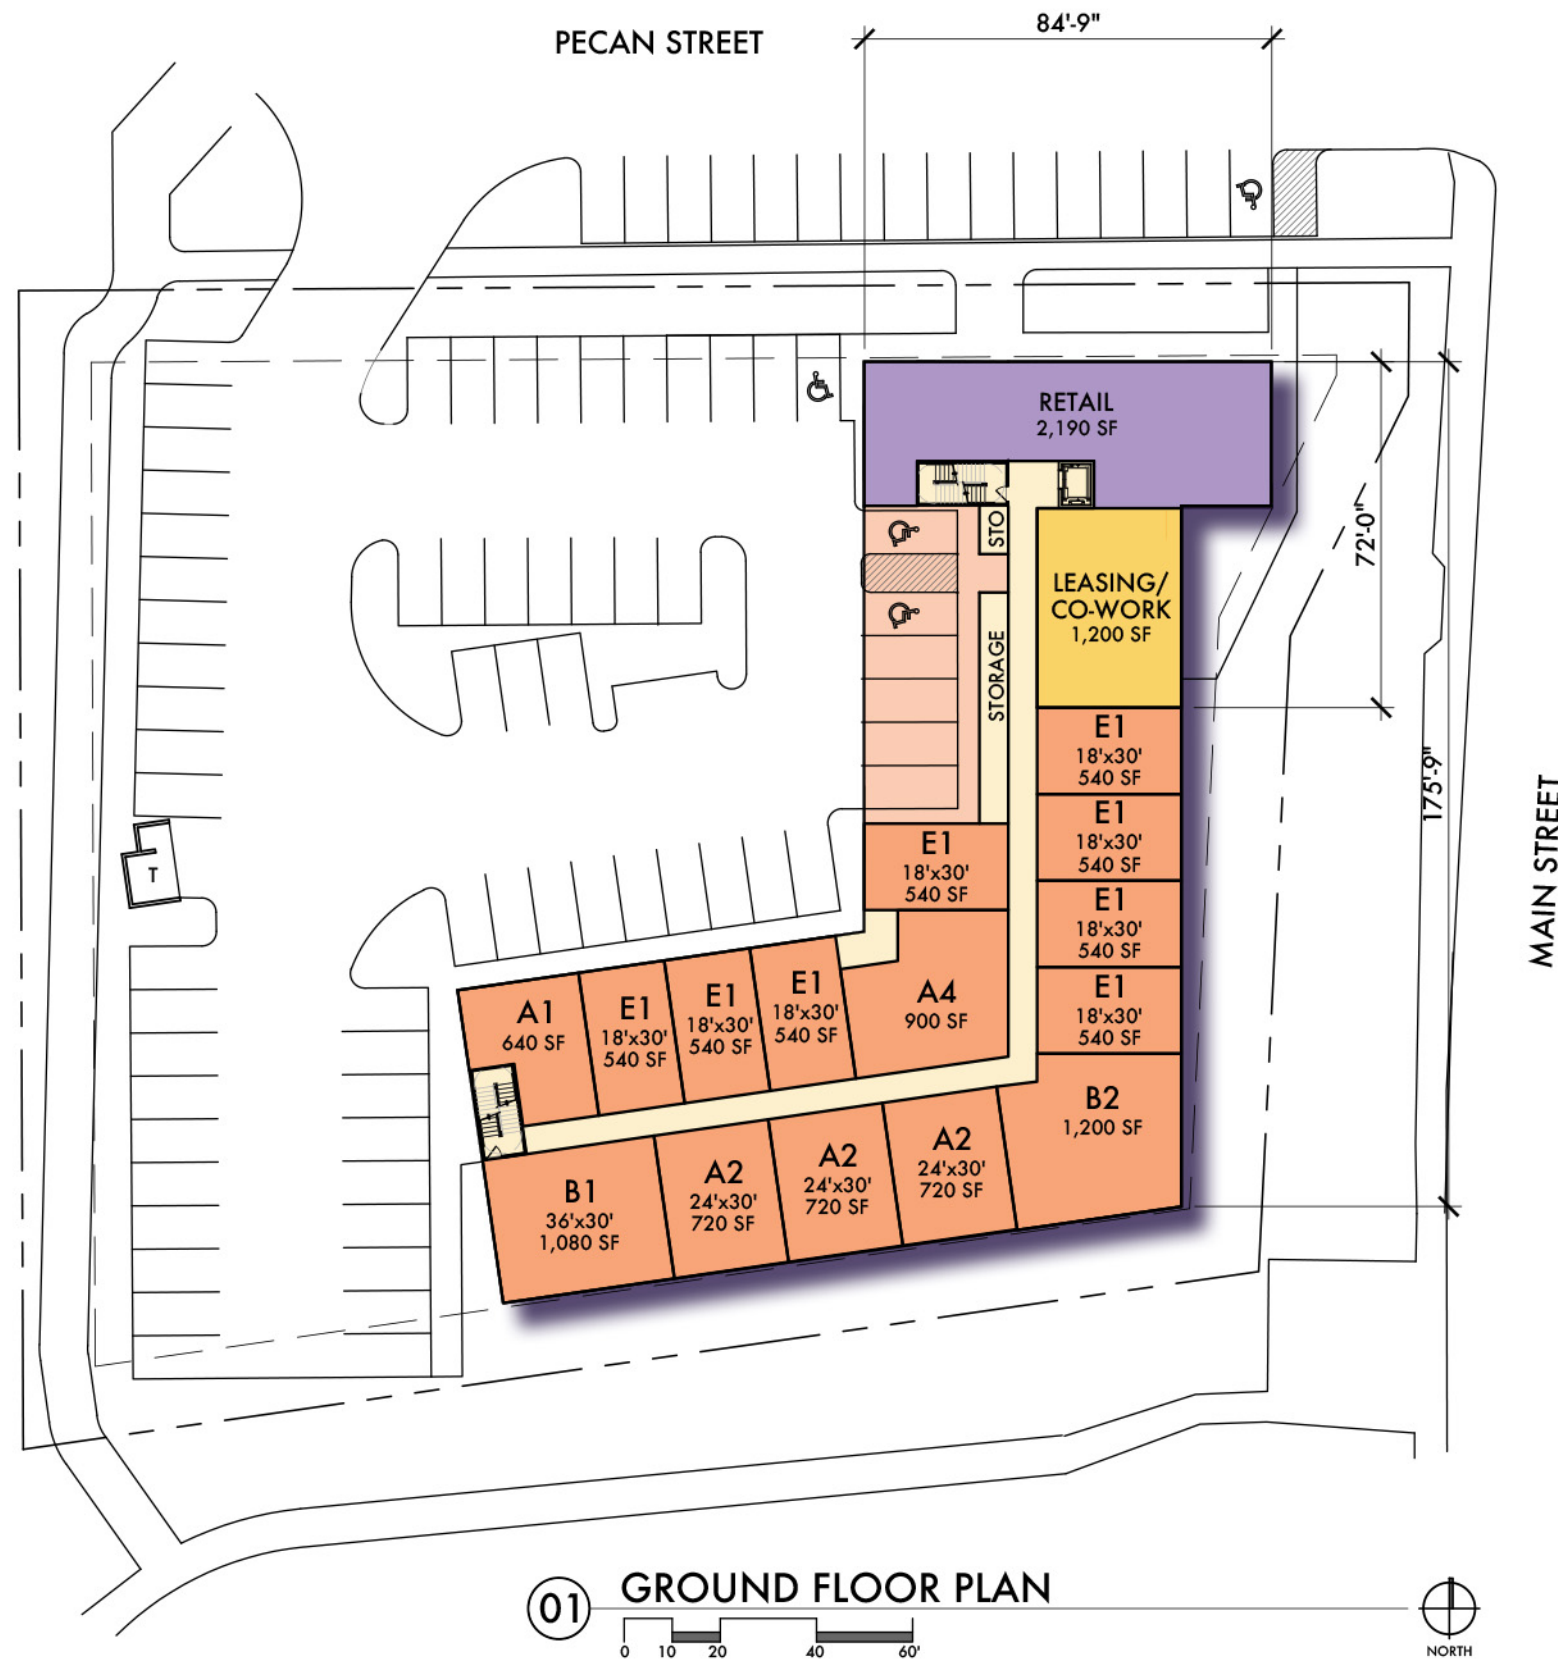 PECAN STREET
84'-9"
RETAIL
2,190 SF
STO
72'-0"
LEASING/
CO-WORK
1,200 SF
STORAGE
E1
18'x30'
540 SF
175'-9"
MAIN STREET
E1
18'x30'
540 SF
E1
18'x30'
540 SF
T
E1
18'x30'
540 SF
E1
18'x30'
540 SF
A4
900 SF
E1
18'x30'
540 SF
E1
18'x30'
540 SF
E1
18'x30'
540 SF
A1
640 SF
B2
1,200 SF
A2
24'x30'
720 SF
A2
24'x30'
720 SF
A2
24'x30'
720 SF
B1
36'x30'
1,080 SF
01
GROUND FLOOR PLAN
0 10 20 40 60'
NORTH